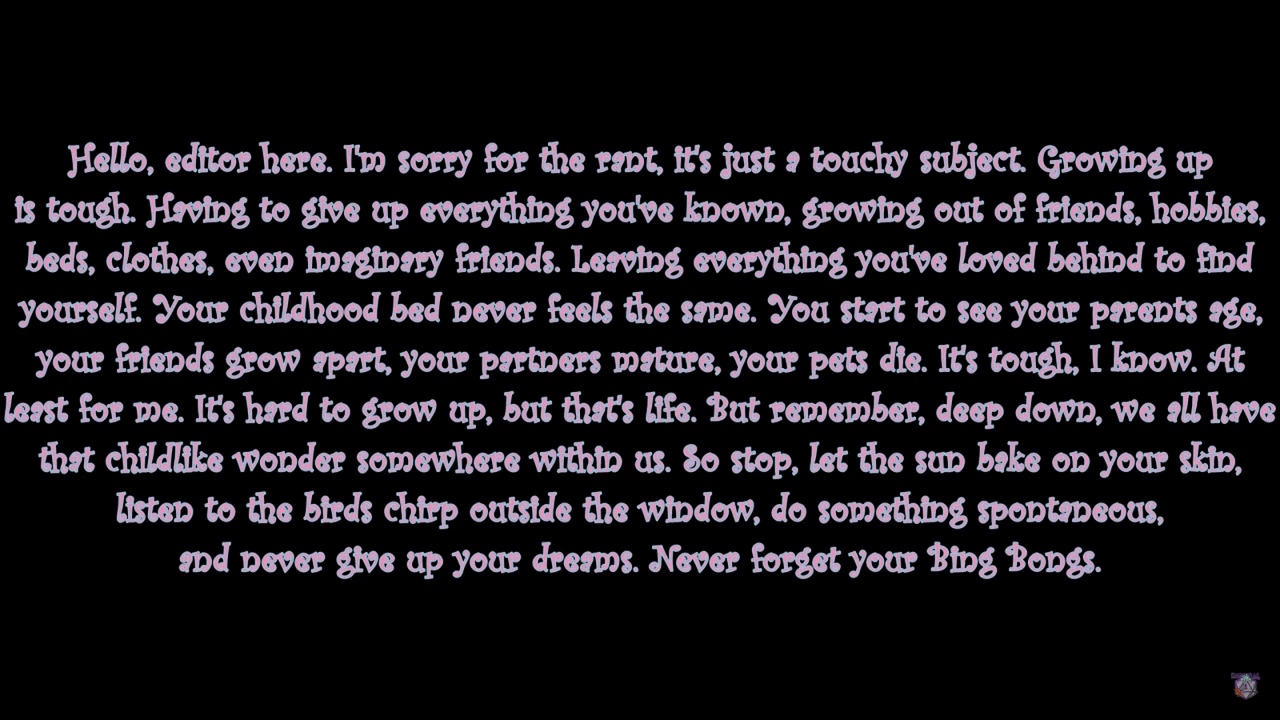 Hello, editor here. I'm sorry for the rant, it's just a touchy subject. Growing up
is tough. Having to give up everything you've known, growing out of friends, hobbies,
beds, clothes, even imaginary friends. Leaving everything you've loved behind to find
yourself. Your childhood bed never feels the same. You start to see your parents age,
your friends grow apart, your partners mature, your pets die. It's tough, I know. At
least for me. It's hard to grow up, but that's life. But remember, deep down, we all have
that childlike wonder somewhere within us. So stop, let the sun bake on your skin,
listen to the birds chirp outside the window, do something spontaneous,
and never give up your dreams. Never forget your Bing Bongs.